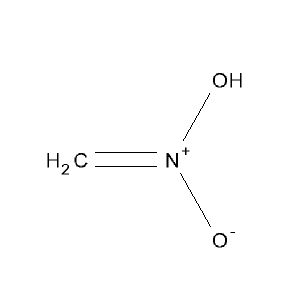 OH
H2C N+
O-